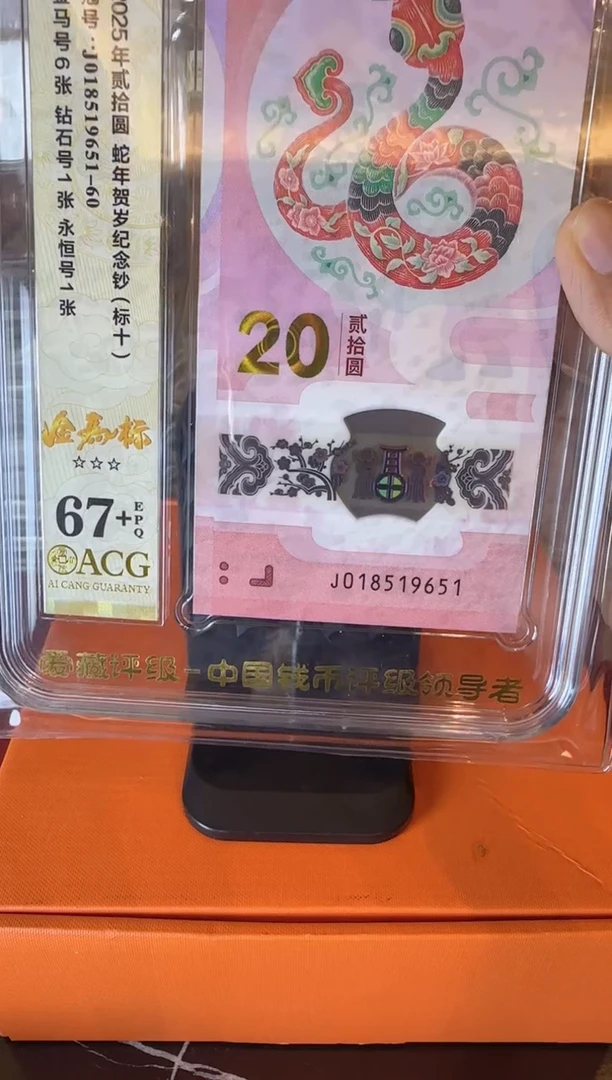 2025年贰拾圆 蛇年贺岁纪念钞(标十)
冠号:J018519651-60
金马号6张 钻石号1张 永恒号1张
金马标
☆☆☆
67+
EPQ
ACG
AI CANG GUARANTY
20
贰拾圆
J018519651
爱藏评级-中国钱币评级领导者